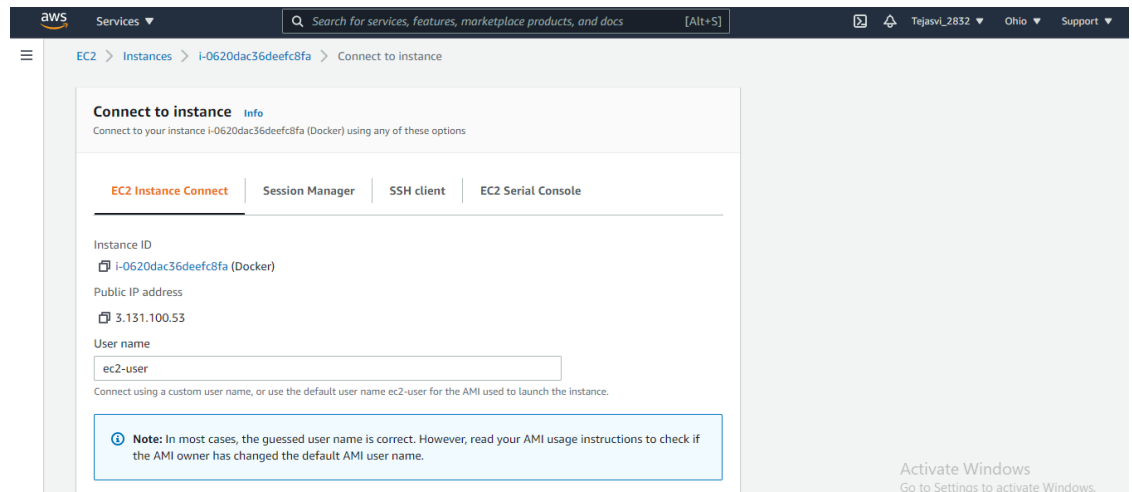 aws Services ▼ Search for services, features, marketplace products, and docs [Alt+S] Tejasvi_2832 ▼ Ohio ▼ Support ▼
EC2 > Instances > i-0620dac36deefc8fa > Connect to instance
Connect to instance Info
Connect to your instance i-0620dac36deefc8fa (Docker) using any of these options
EC2 Instance Connect Session Manager SSH client EC2 Serial Console
Instance ID
i-0620dac36deefc8fa (Docker)
Public IP address
3.131.100.53
User name
ec2-user
Connect using a custom user name, or use the default user name ec2-user for the AMI used to launch the instance.
Note: In most cases, the guessed user name is correct. However, read your AMI usage instructions to check if
the AMI owner has changed the default AMI user name.
Activate Windows
Go to Settings to activate Windows.